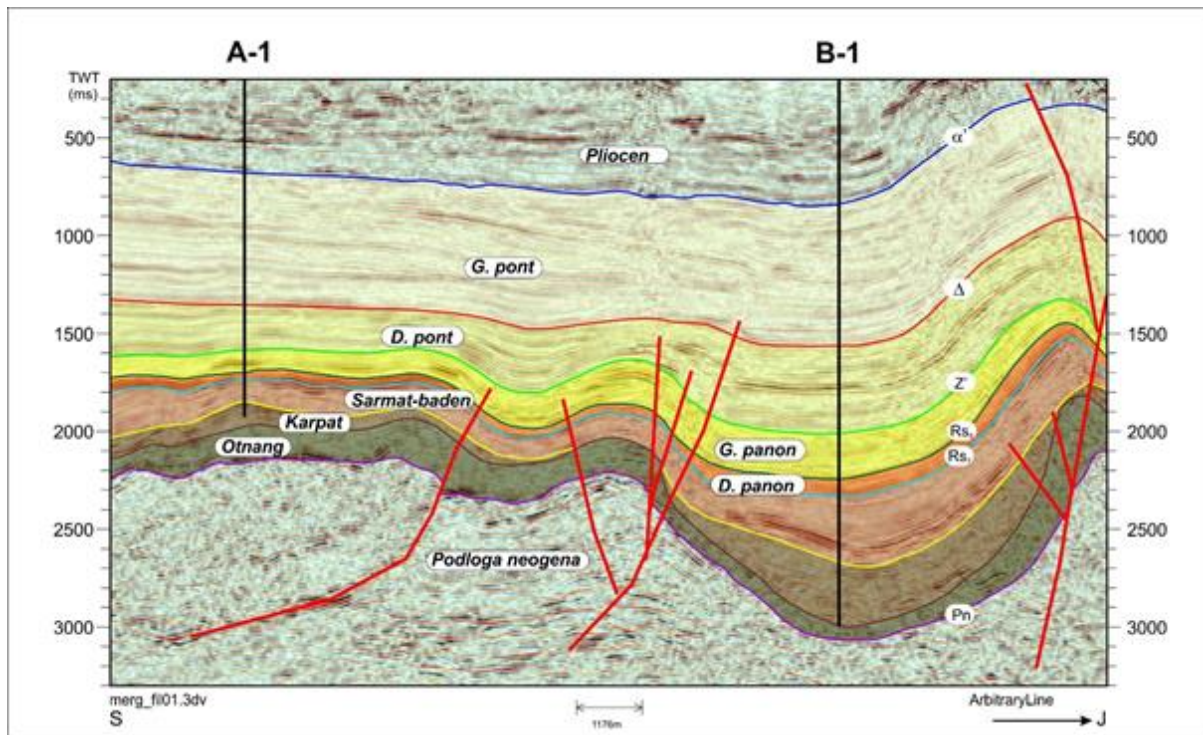 A-1 B-1
TWT
(ms)
500 500
1000 1000
1500 1500
2000 2000
2500 2500
3000 3000
Pliocen
α'
G. pont
Δ
D. pont
Z'
Sarmat-baden
Karpat
Otnang
G. panon
Rs
D. panon
Rs
Podloga neogena
Pn
merg_fil01.3dv ArbitraryLine
S J
1176m